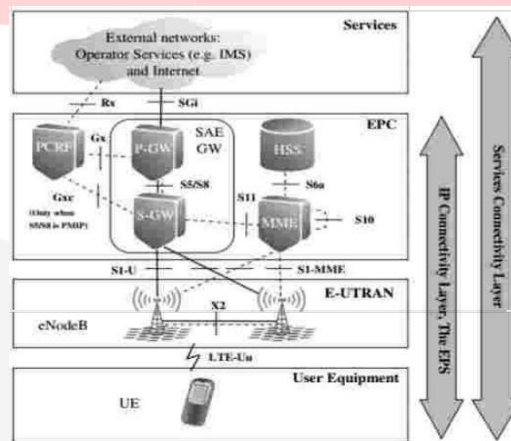 Services
External networks:
Operator Services (e.g. IMS)
and Internet
Rx
SGi
EPC
PCRF
Gx
P-GW
SAE
GW
HSS
S5/S8
S6a
Gxc
(Only when
S5/S8 is PMIP)
S-GW
S11
MME
S10
S1-U
S1-MME
E-UTRAN
X2
eNodeB
LTE-Uu
User Equipment
UE
IP Connectivity Layer, The EPS
Services Connectivity Layer